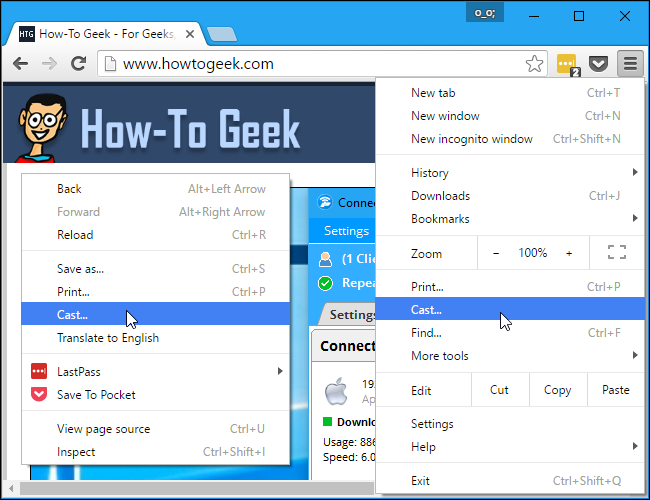 o_o;
HTG How-To Geek - For Geeks,
www.howtogeek.com
2
How-To Geek
Back Alt+Left Arrow
Forward Alt+Right Arrow
Reload Ctrl+R
Save as... Ctrl+S
Print... Ctrl+P
Cast...
Translate to English
LastPass
Save To Pocket
View page source Ctrl+U
Inspect Ctrl+Shift+I
Connec
Settings
(1 Clie
Repea
Settings
Connect
19
Ap
Downlo
Usage: 886
Speed: 6.0
New tab Ctrl+T
New window Ctrl+N
New incognito window Ctrl+Shift+N
History
Downloads Ctrl+J
Bookmarks
Zoom − 100% +
Print... Ctrl+P
Cast...
Find... Ctrl+F
More tools
Edit Cut Copy Paste
Settings
Help
Exit Ctrl+Shift+Q